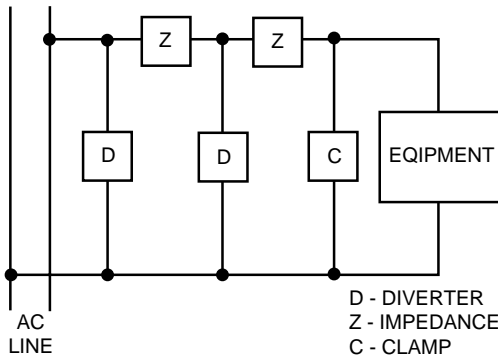 Z
Z
D
D
C
EQIPMENT
AC
LINE
D - DIVERTER
Z - IMPEDANCE
C - CLAMP